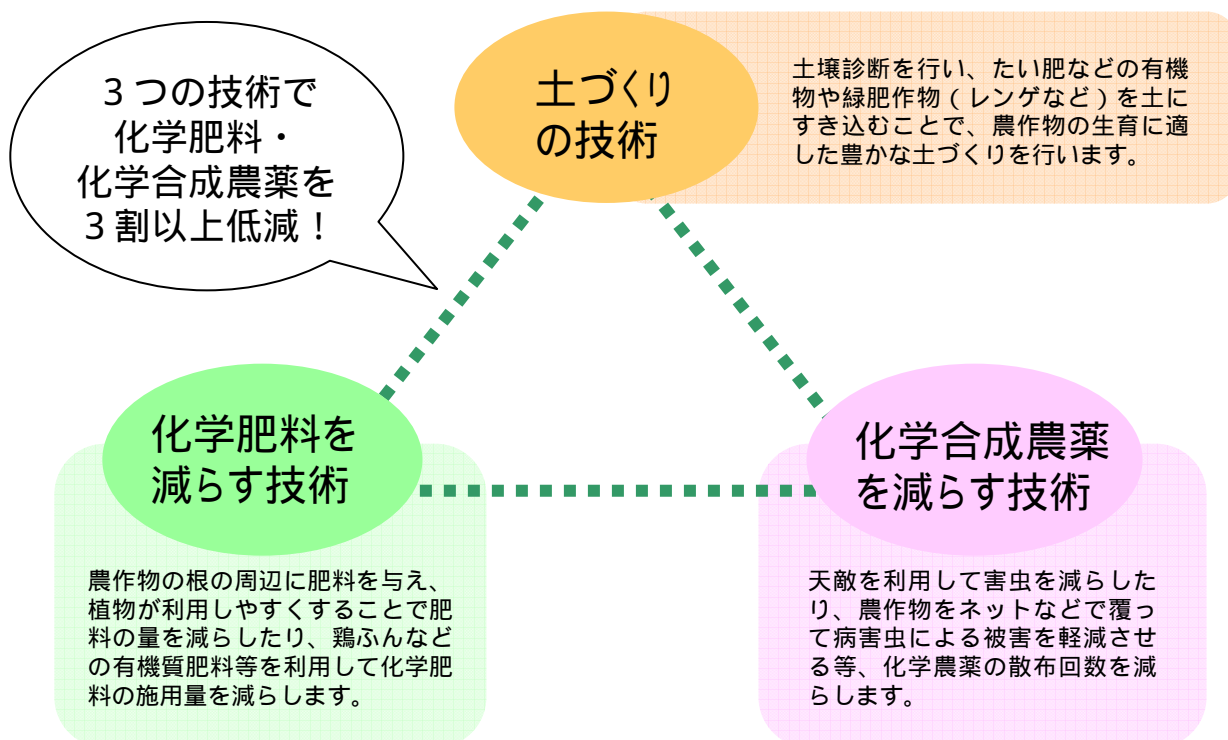 ３つの技術で
化学肥料・
化学合成農薬を
３割以上低減！
土づくり
の技術
土壌診断を行い、たい肥などの有機
物や緑肥作物（レンゲなど）を土に
すき込むことで、農作物の生育に適
した豊かな土づくりを行います。
化学肥料を
減らす技術
農作物の根の周辺に肥料を与え、
植物が利用しやすくすることで肥
料の量を減らしたり、鶏ふんなど
の有機質肥料等を利用して化学肥
料の施用量を減らします。
化学合成農薬
を減らす技術
天敵を利用して害虫を減らした
り、農作物をネットなどで覆っ
て病害虫による被害を軽減させ
る等、化学農薬の散布回数を減
らします。